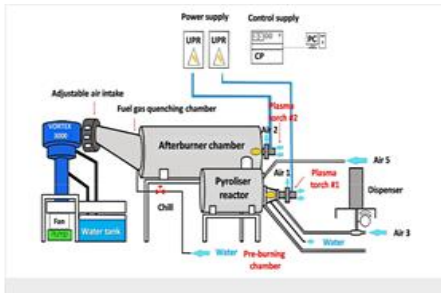 Power supply
Control supply
UPR
UPR
PC
CP
Adjustable air intake
Fuel gas quenching chamber
Plasma
torch #2
Air 2
VORTEX
3000
Afterburner chamber
Air 1
Plasma
torch #1
Air 5
Pyroliser
reactor
Dispenser
Chill
Fan
PUMP
Water tank
Water
Pre-burning
chamber
Water
Air 3